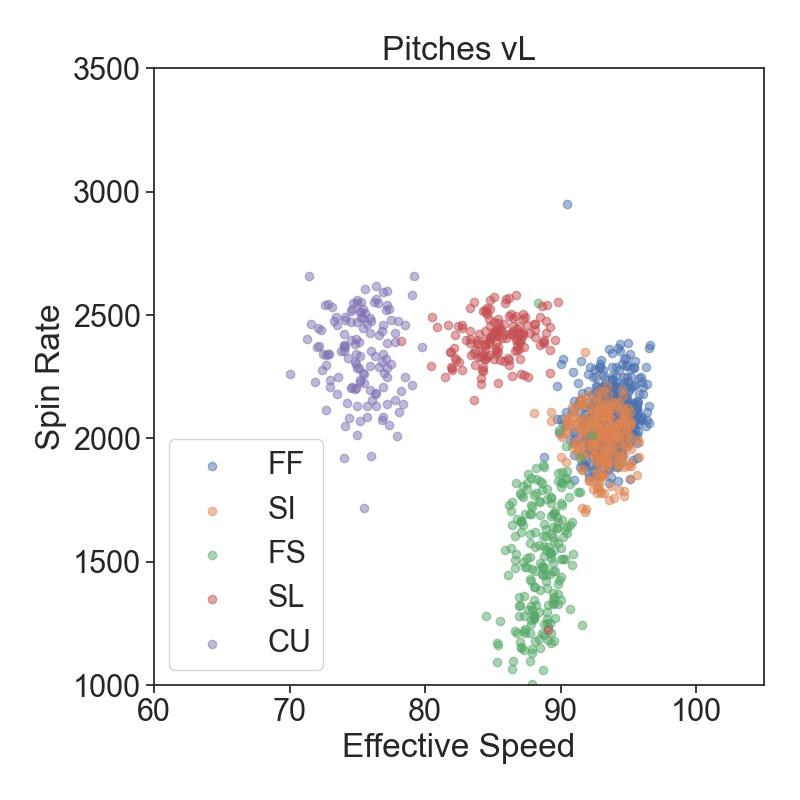 Pitches vL
3500
3000
2500
2000
1500
1000
Spin Rate
FF
SI
FS
SL
CU
60 70 80 90 100
Effective Speed